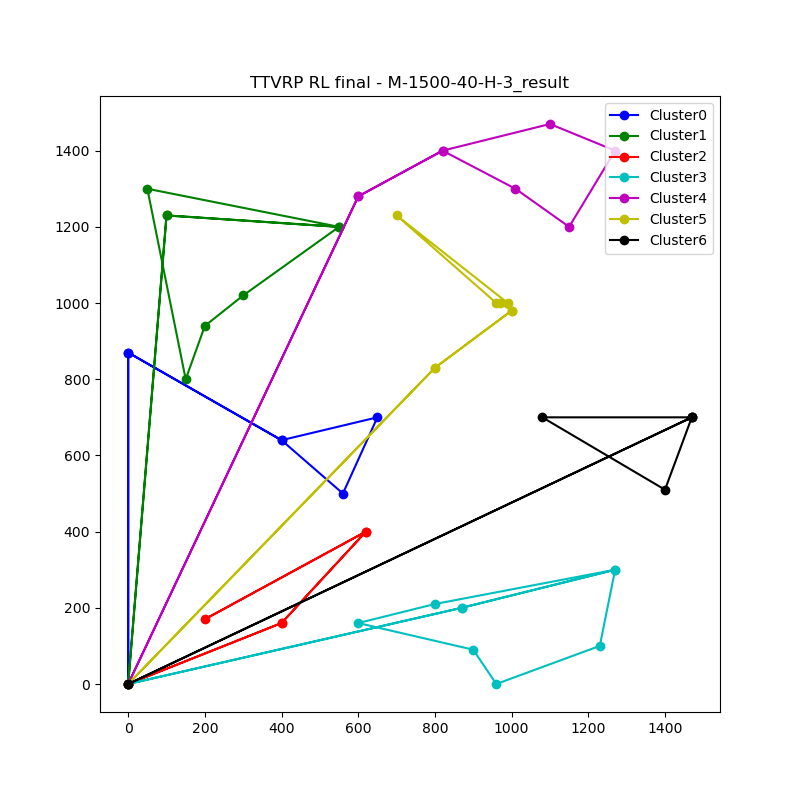 TTVRP RL final - M-1500-40-H-3_result
Cluster0
Cluster1
Cluster2
Cluster3
Cluster4
Cluster5
Cluster6
1400
1200
1000
800
600
400
200
0
0 200 400 600 800 1000 1200 1400